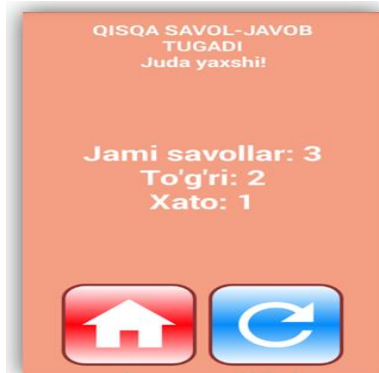 QISQA SAVOL-JAVOB
TUGADI
Juda yaxshi!
Jami savollar: 3
To'g'ri: 2
Xato: 1